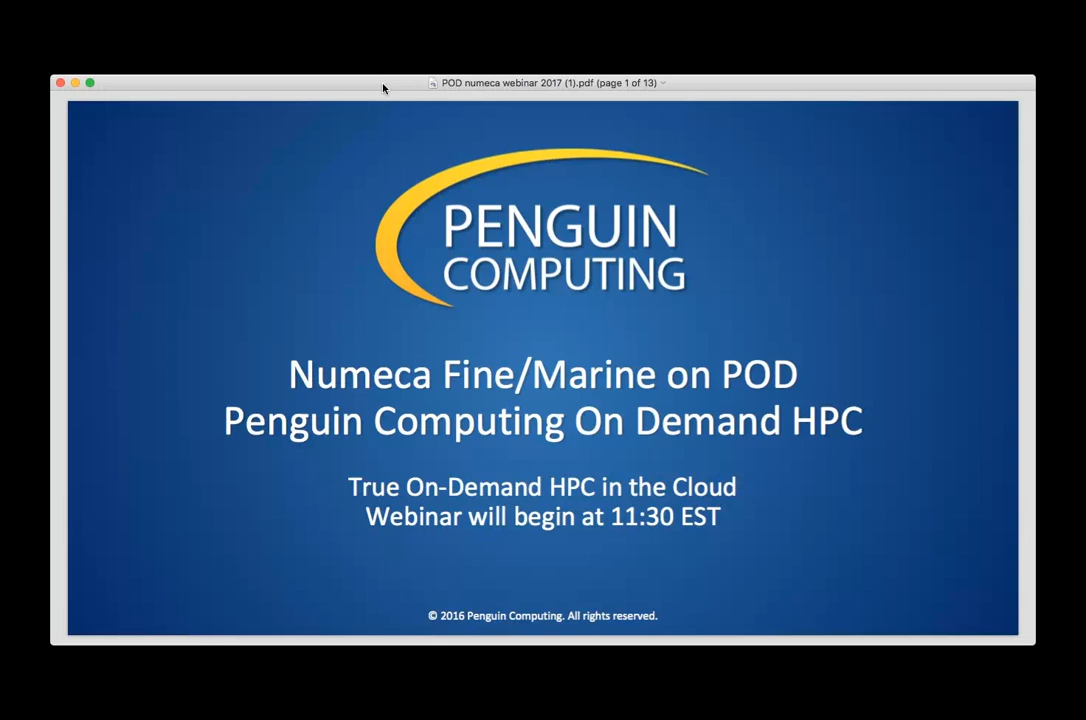 POD numeca webinar 2017 (1).pdf (page 1 of 13)
PENGUIN
COMPUTING
Numeca Fine/Marine on POD
Penguin Computing On Demand HPC
True On-Demand HPC in the Cloud
Webinar will begin at 11:30 EST
© 2016 Penguin Computing. All rights reserved.